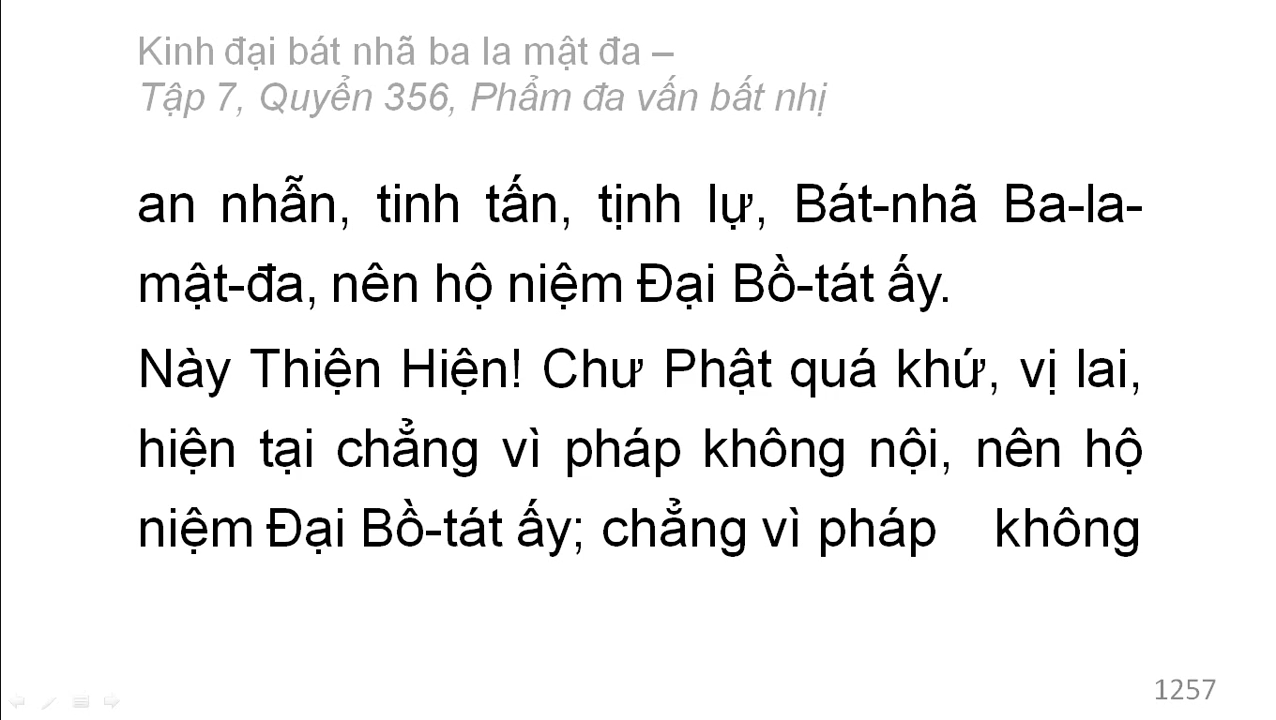 Kinh đại bát nhã ba la mật đa –
Tập 7, Quyển 356, Phẩm đa vấn bất nhị
an nhẫn, tinh tấn, tịnh lự, Bát-nhã Ba-la-
mật-đa, nên hộ niệm Đại Bồ-tát ấy.
Này Thiện Hiện! Chư Phật quá khứ, vị lai,
hiện tại chẳng vì pháp không nội, nên hộ
niệm Đại Bồ-tát ấy; chẳng vì pháp không
1257